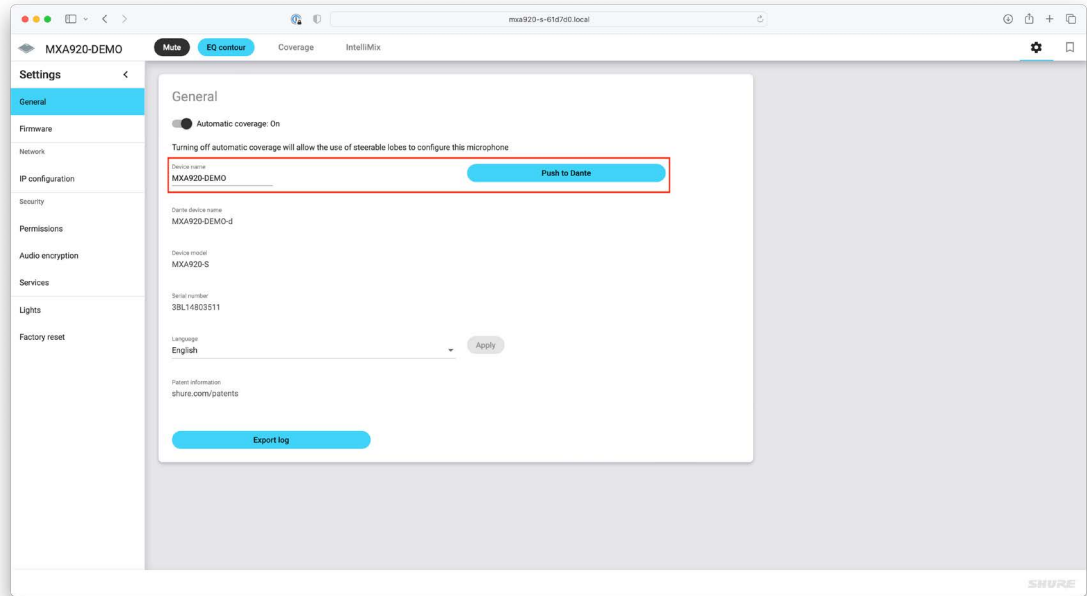 mxa920-s-61d7d0.local
MXA920-DEMO
Mute
EQ contour
Coverage
IntelliMix
Settings
General
Firmware
Network
IP configuration
Security
Permissions
Audio encryption
Services
Lights
Factory reset
General
Automatic coverage: On
Turning off automatic coverage will allow the use of steerable lobes to configure this microphone
Device name
MXA920-DEMO
Push to Dante
Dante device name
MXA920-DEMO-d
Device model
MXA920-S
Serial number
3BL14803511
Language
English
Apply
Patent information
shure.com/patents
Export log
SHURE